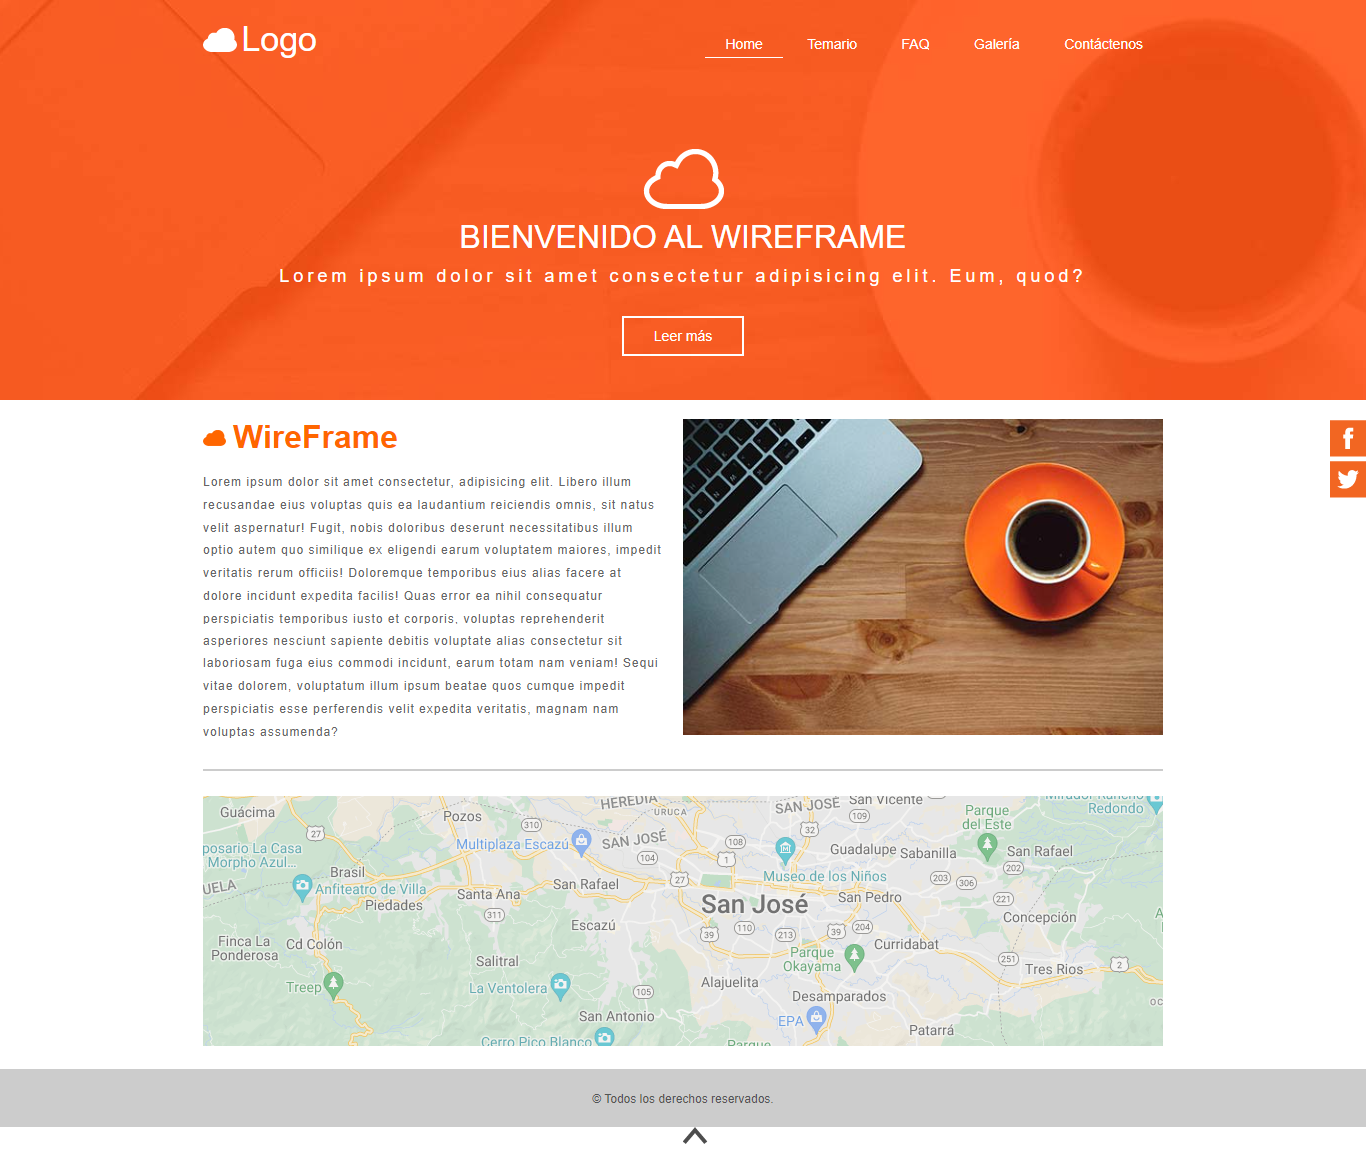 Logo
Home Temario FAQ Galería Contáctenos
BIENVENIDO AL WIREFRAME
Lorem ipsum dolor sit amet consectetur adipisicing elit. Eum, quod?
Leer más
WireFrame
Lorem ipsum dolor sit amet consectetur, adipisicing elit. Libero illum
recusandae eius voluptas quis ea laudantium reiciendis omnis, sit natus
velit aspernatur! Fugit, nobis doloribus deserunt necessitatibus illum
optio autem quo similique ex eligendi earum voluptatem maiores, impedit
veritatis rerum officiis! Doloremque temporibus eius alias facere at
dolore incidunt expedita facilis! Quas error ea nihil consequatur
perspiciatis temporibus iusto et corporis, voluptas reprehenderit
asperiores nesciunt sapiente debitis voluptate alias consectetur sit
laboriosam fuga eius commodi incidunt, earum totam nam veniam! Sequi
vitae dolorem, voluptatum illum ipsum beatae quos cumque impedit
perspiciatis esse perferendis velit expedita veritatis, magnam nam
voluptas assumenda?
HEREDIA
SAN JOSÉ
San Vicente
Redondo
Guácima
Pozos
URUCA
109
Parque
del Este
27
310
32
Multiplaza Escazú
SAN JOSÉ
108
posario La Casa
Morpho Azul...
104
1
Guadalupe
Sabanilla
San Rafael
202
Brasil
27
Museo de los Niños
203
306
UELA
Anfiteatro de Villa
San Rafael
Santa Ana
San Pedro
221
Piedades
San José
311
Concepción
Escazú
39
110
213
39
204
Finca La
Ponderosa
Cd Colón
Curridabat
Parque
Okayama
251
Salitral
Tres Ríos
2
Treep
La Ventolera
105
Alajuelita
Desamparados
San Antonio
EPA
Patarrá
Cerro Pico Blanco
Parque
© Todos los derechos reservados.